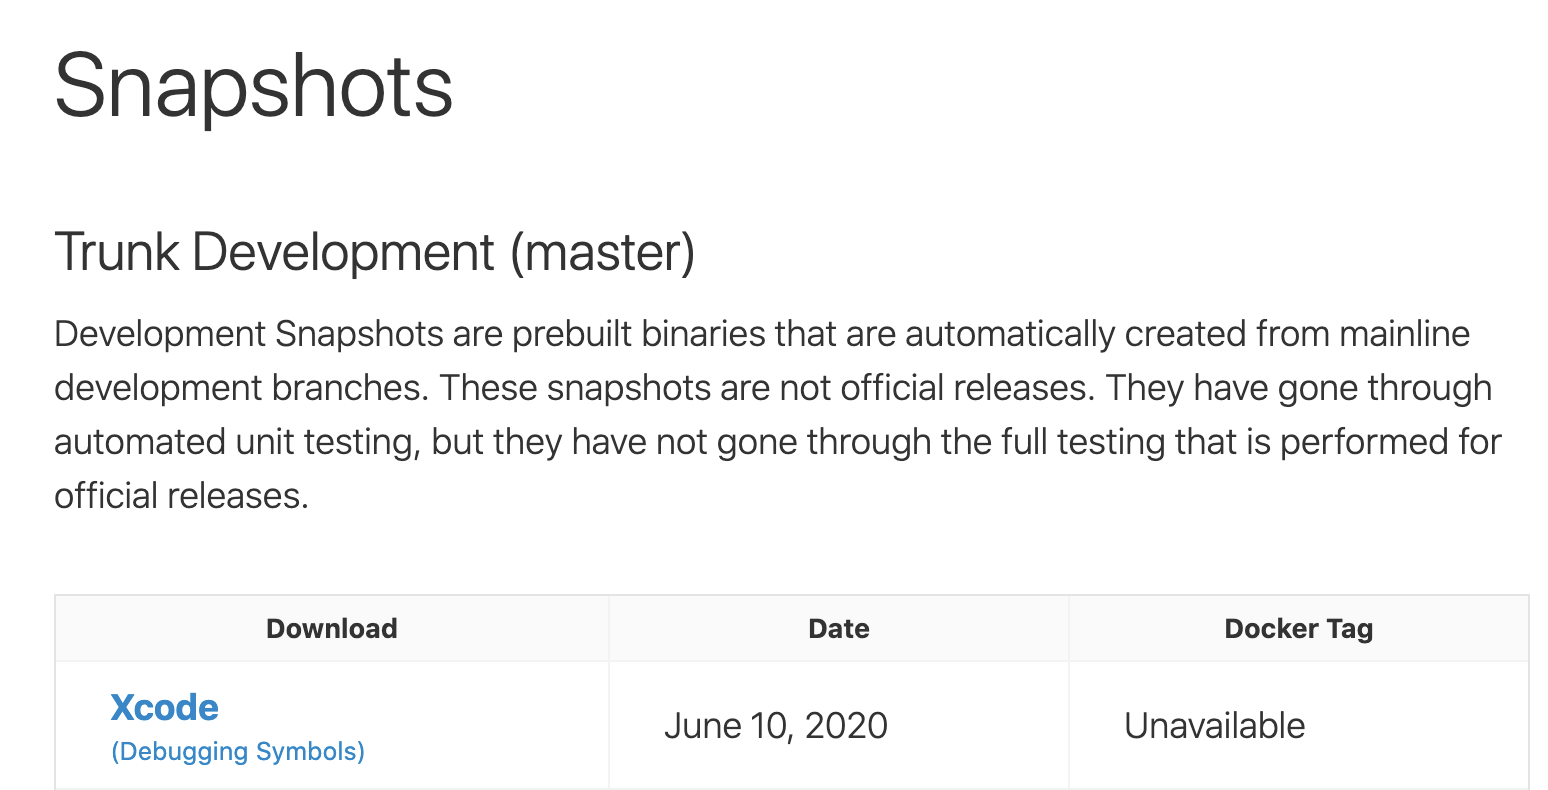 Snapshots
Trunk Development (master)
Development Snapshots are prebuilt binaries that are automatically created from mainline
development branches. These snapshots are not official releases. They have gone through
automated unit testing, but they have not gone through the full testing that is performed for
official releases.
Download Date Docker Tag
Xcode
(Debugging Symbols) June 10, 2020 Unavailable